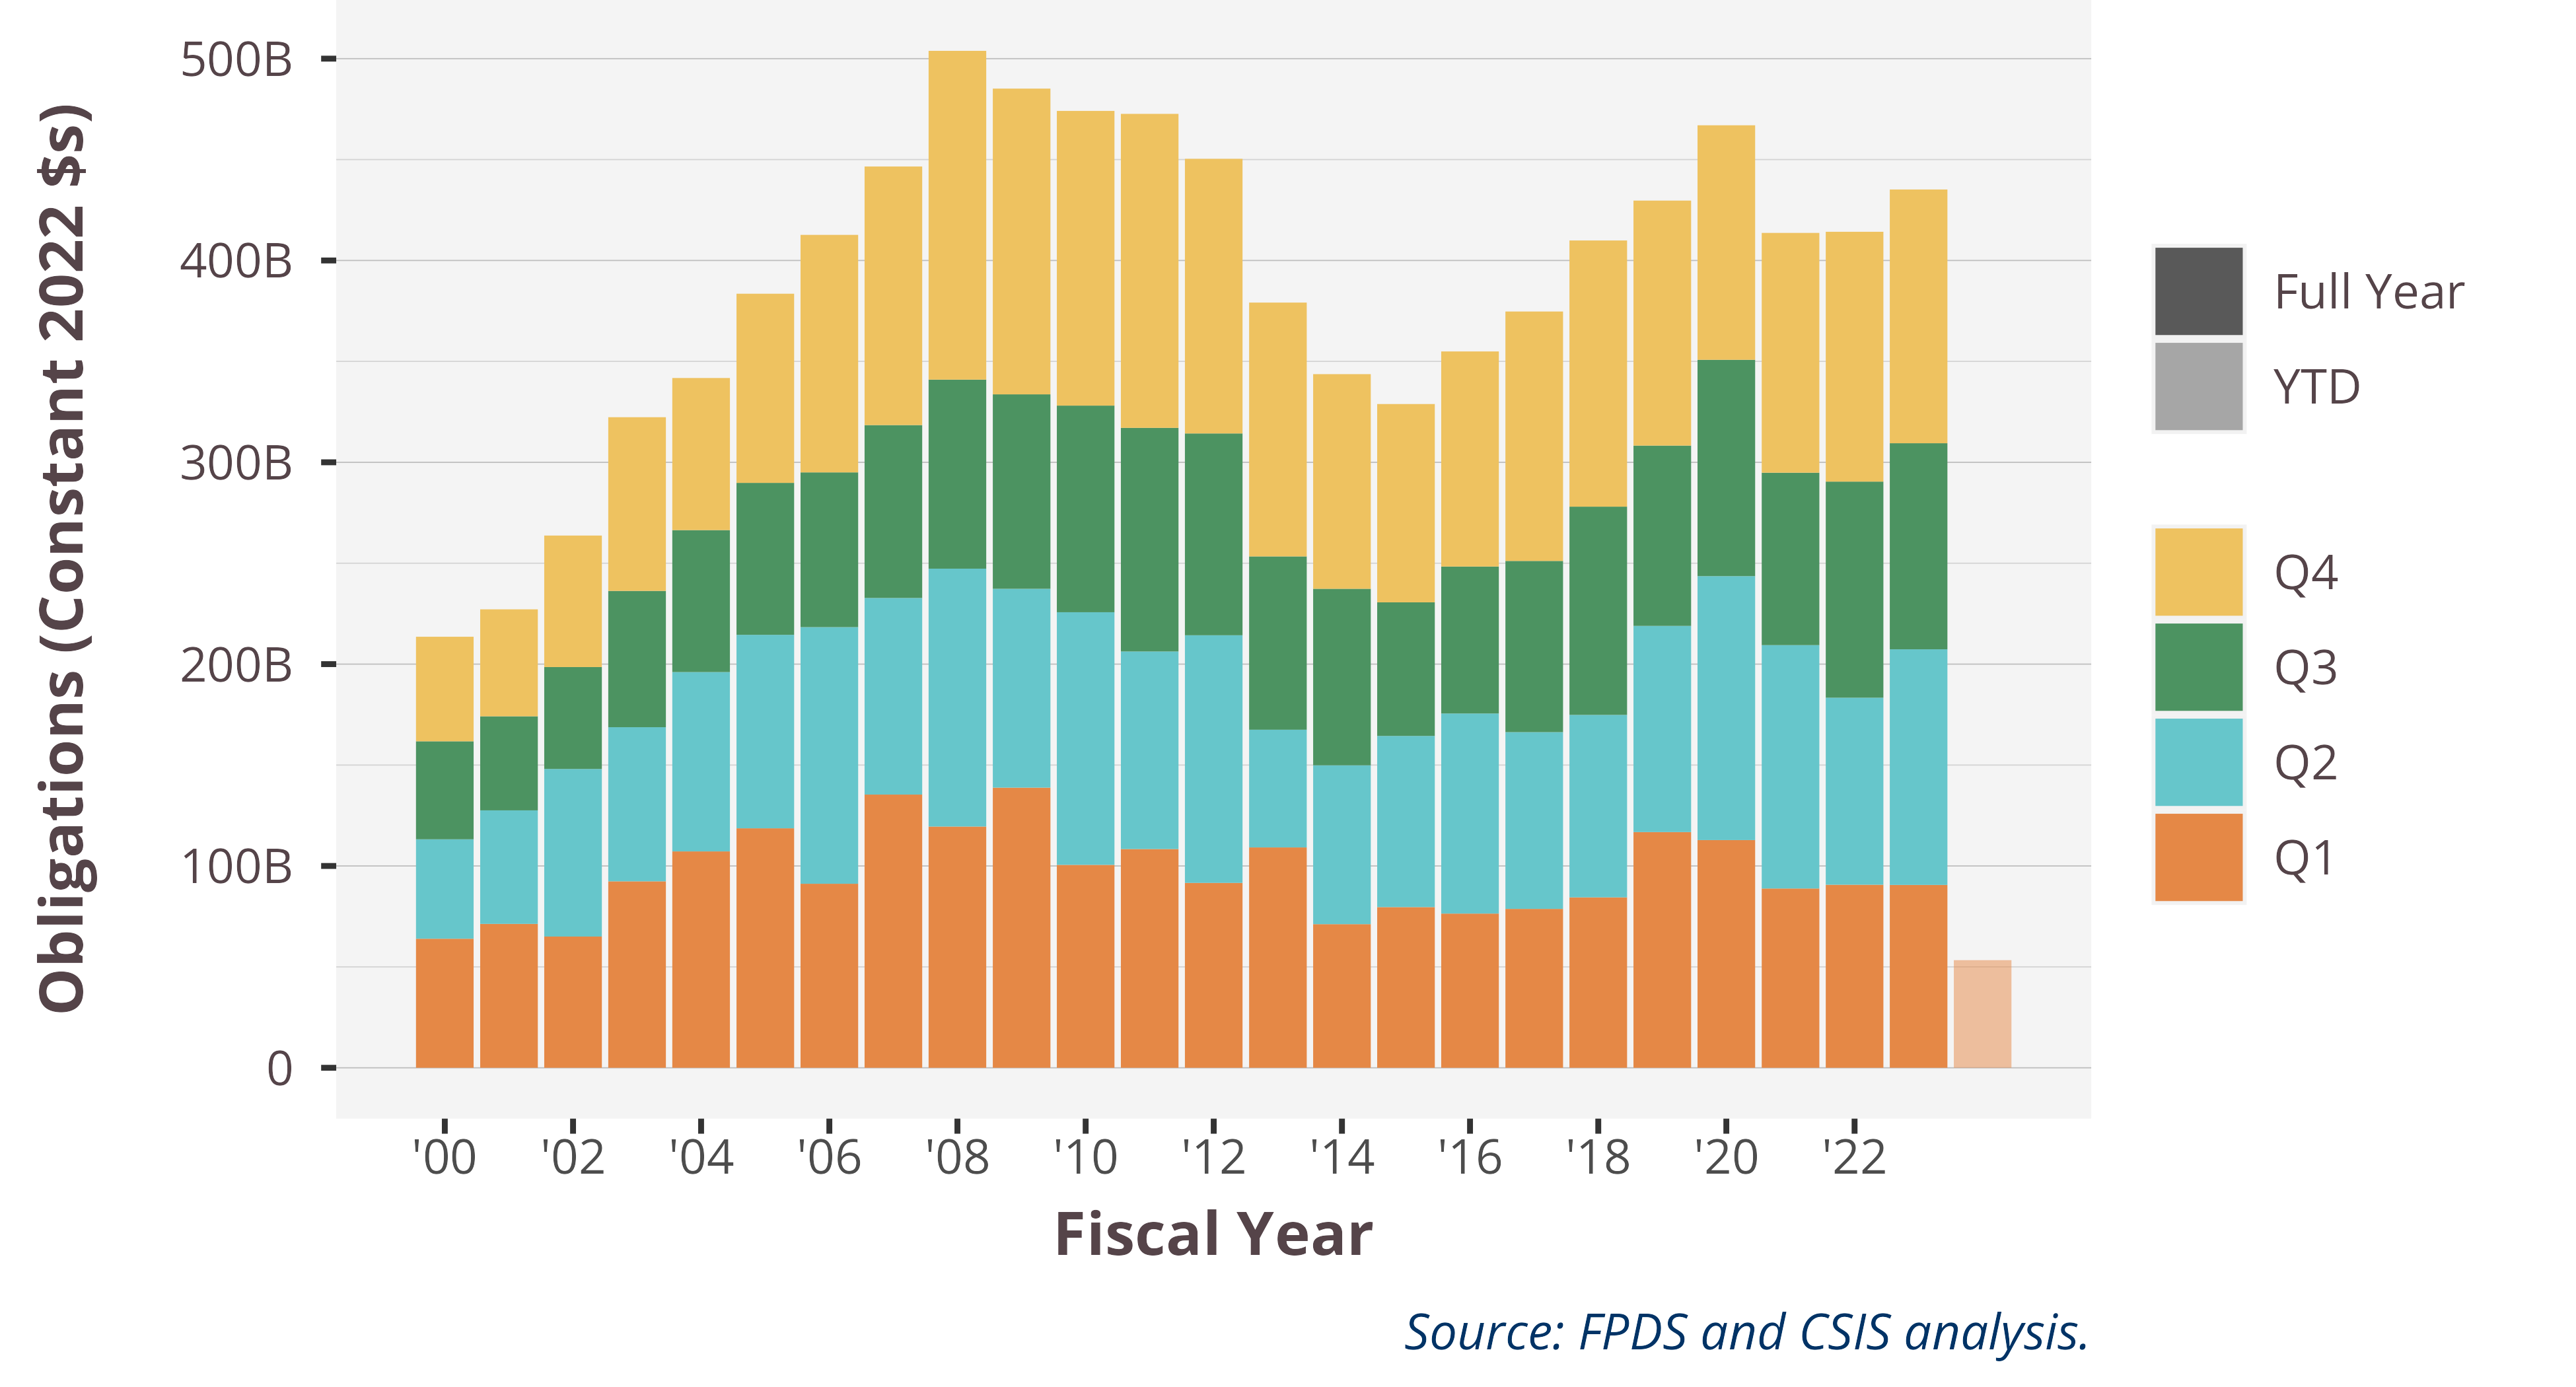 Obligations (Constant 2022 $s)
500B
400B
300B
200B
100B
0
'00 '02 '04 '06 '08 '10 '12 '14 '16 '18 '20 '22
Fiscal Year
Full Year
YTD
Q4
Q3
Q2
Q1
Source: FPDS and CSIS analysis.